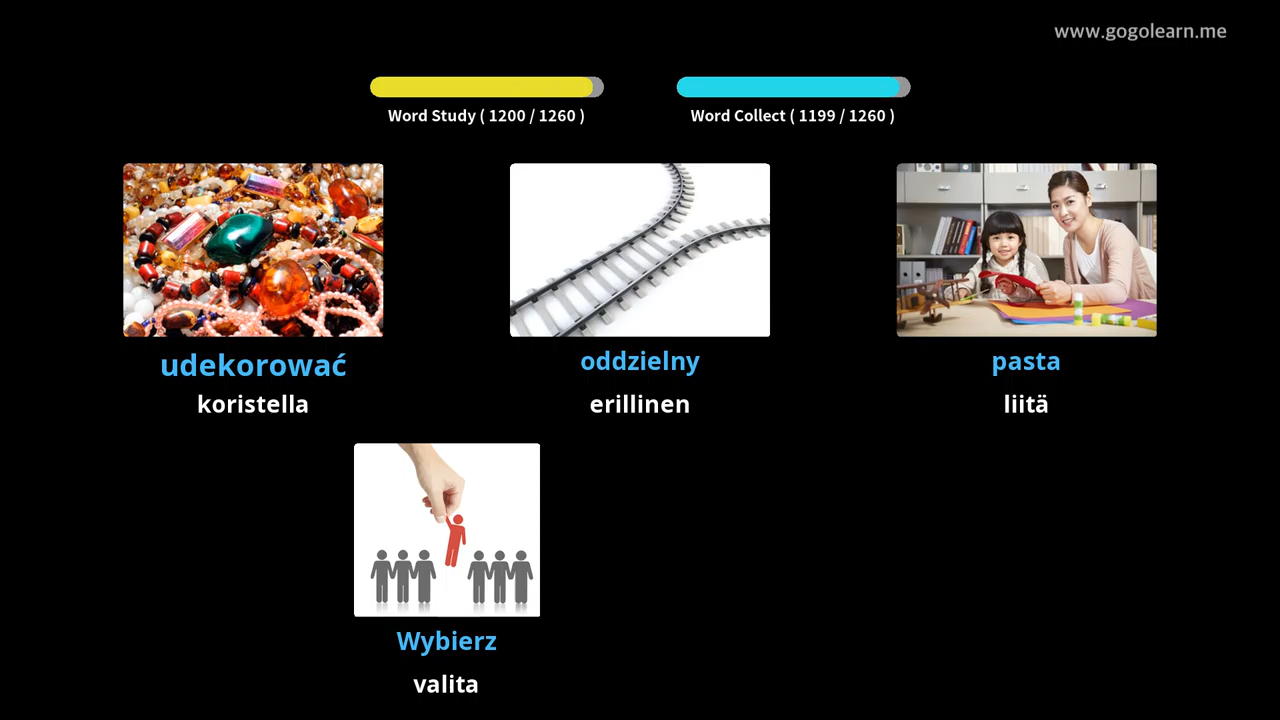 www.gogolearn.me
Word Study ( 1200 / 1260 )
Word Collect ( 1199 / 1260 )
udekorować
koristella
oddzielny
erillinen
pasta
liitä
Wybierz
valita